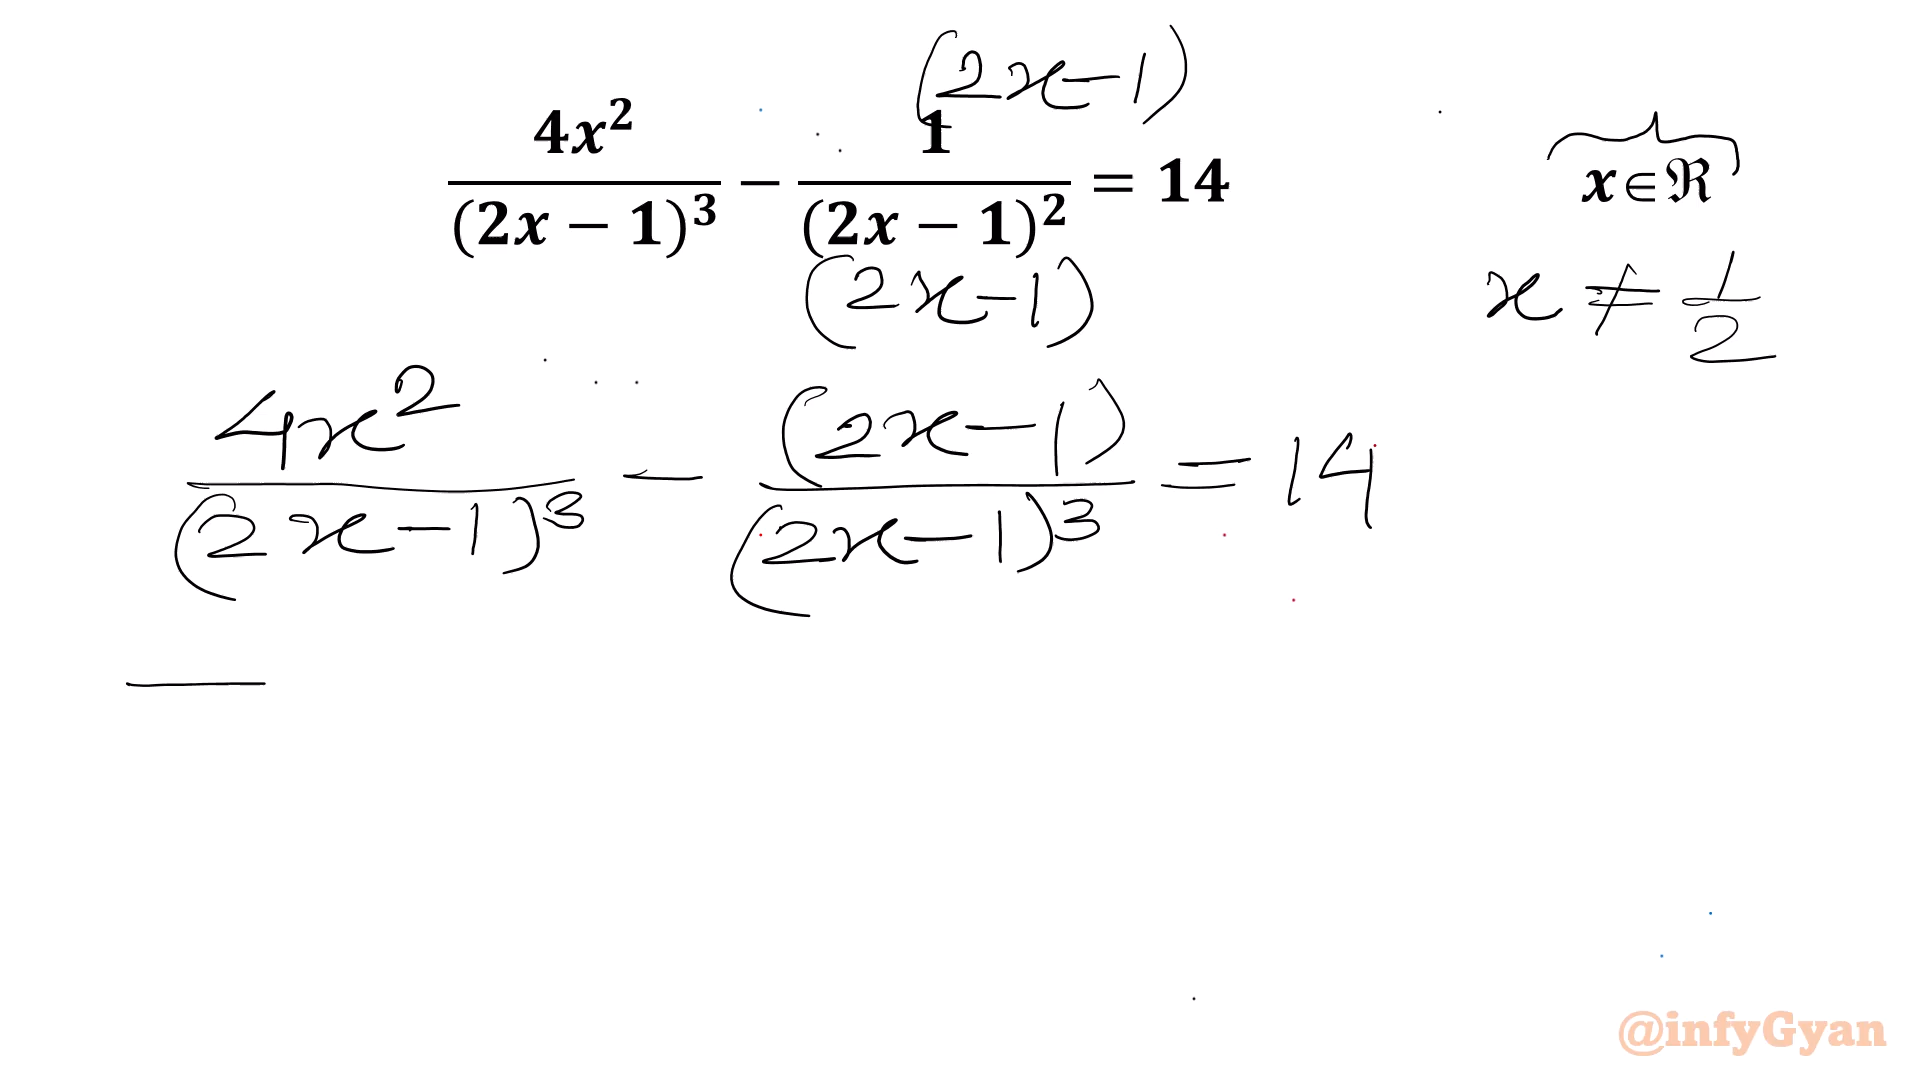 (2x-1)
4x²/(2x − 1)³ − 1/(2x − 1)² = 14
x∈ℜ
(2x-1)
x ≠ 1/2
4x²/(2x-1)³ - (2x-1)/(2x-1)³ = 14
@infyGyan